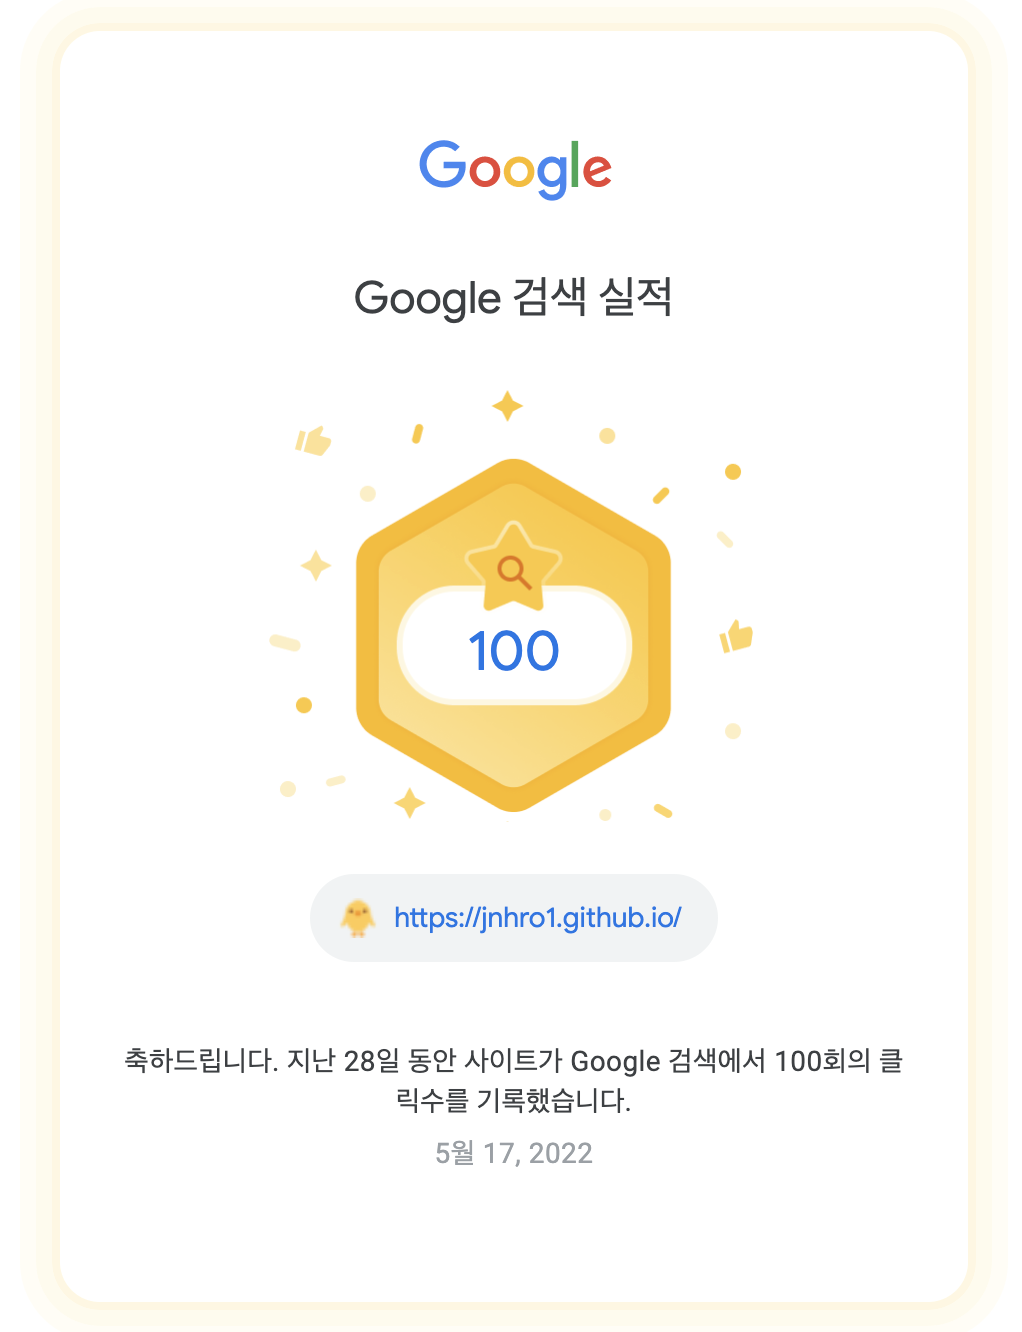 Google
Google 검색 실적
100
https://jnhro1.github.io/
축하드립니다. 지난 28일 동안 사이트가 Google 검색에서 100회의 클
릭수를 기록했습니다.
5월 17, 2022